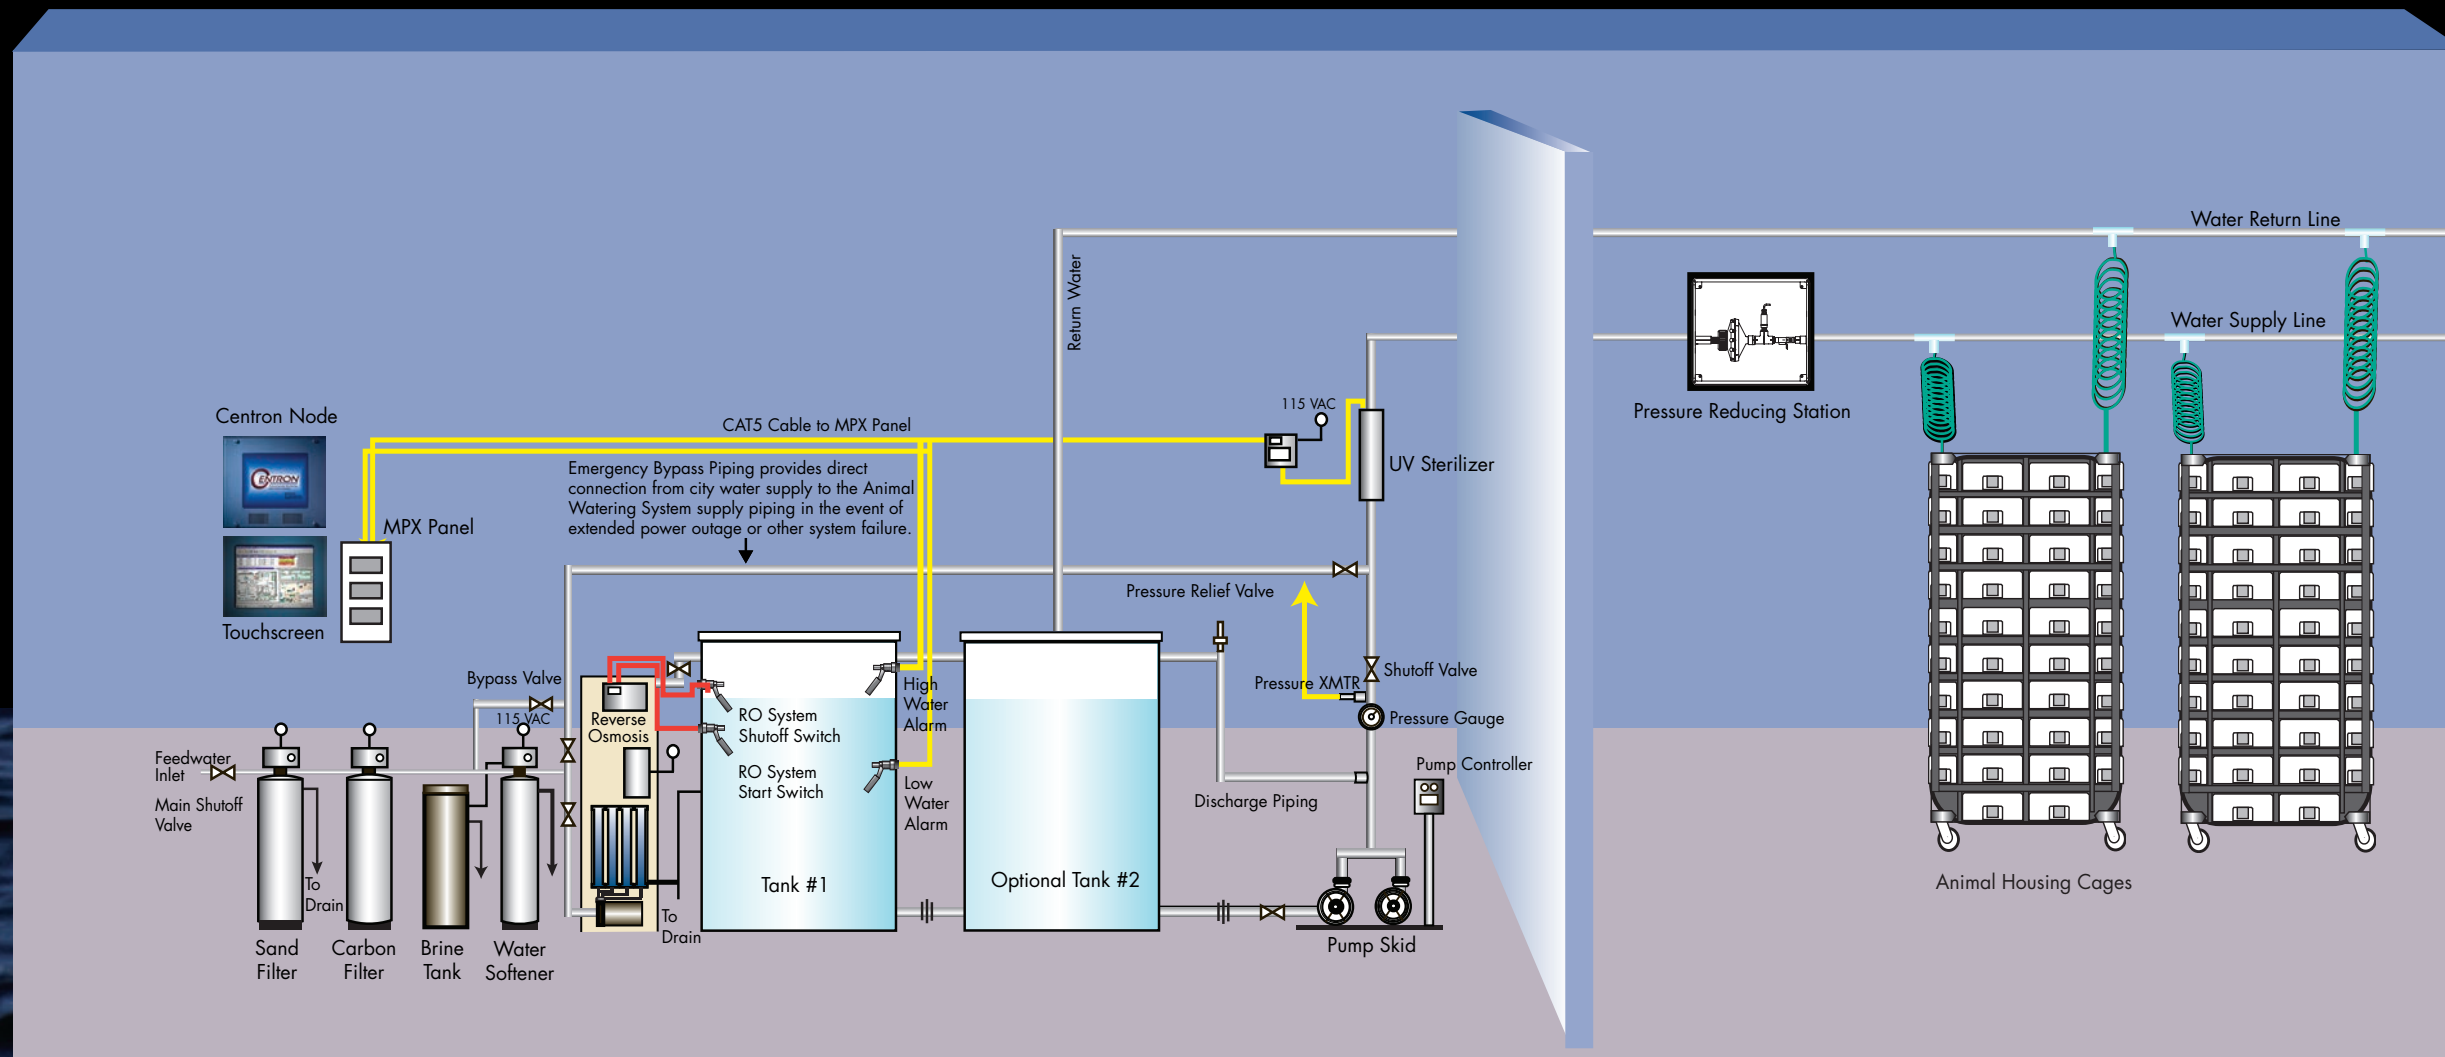 Water Return Line
Return Water
Water Supply Line
115 VAC
Pressure Reducing Station
Centron Node
CAT5 Cable to MPX Panel
CENTRON
Emergency Bypass Piping provides direct
connection from city water supply to the Animal
Watering System supply piping in the event of
extended power outage or other system failure.
UV Sterilizer
MPX Panel
Touchscreen
Pressure Relief Valve
Bypass Valve
115 VAC
Reverse
Osmosis
RO System
Shutoff Switch
High
Water
Alarm
Pressure XMTR
Shutoff Valve
Pressure Gauge
Feedwater
Inlet
Main Shutoff
Valve
RO System
Start Switch
Low
Water
Alarm
Discharge Piping
Pump Controller
To
Drain
Tank #1
Optional Tank #2
Animal Housing Cages
To
Drain
Sand
Filter
Carbon
Filter
Brine
Tank
Water
Softener
Pump Skid